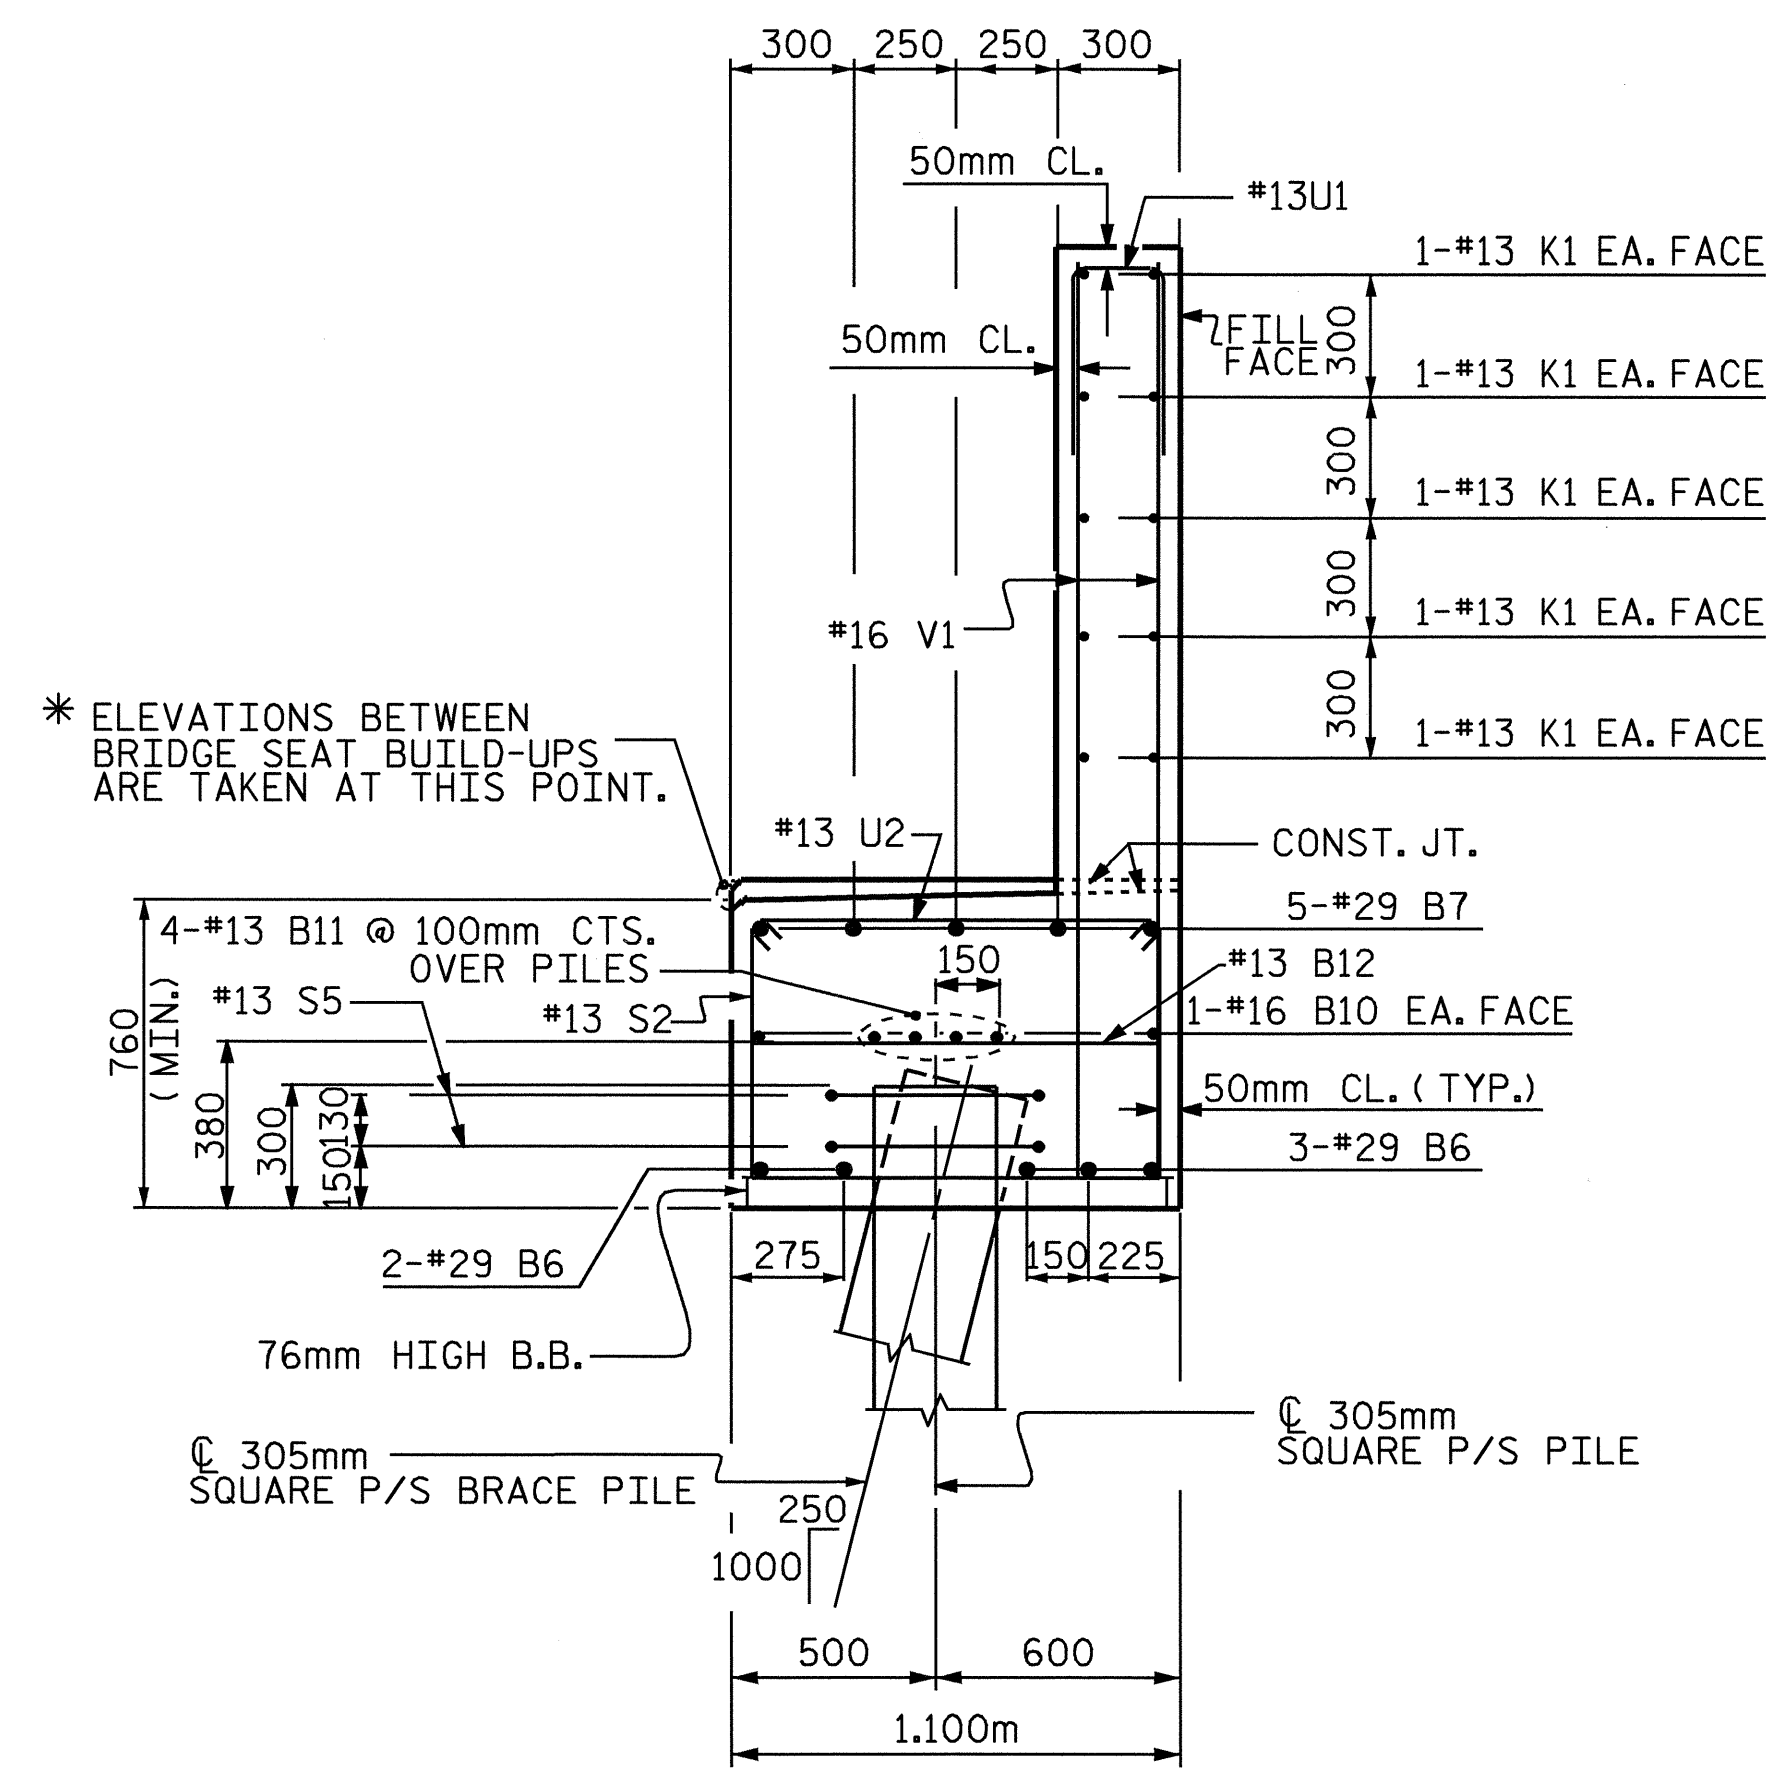 300 250 250 300
50mm CL.
#13U1
1-#13 K1 EA. FACE
50mm CL.
FILL
FACE
300
1-#13 K1 EA. FACE
300
1-#13 K1 EA. FACE
300
#16 V1
1-#13 K1 EA. FACE
300
* ELEVATIONS BETWEEN
BRIDGE SEAT BUILD-UPS
ARE TAKEN AT THIS POINT.
1-#13 K1 EA. FACE
#13 U2
CONST. JT.
5-#29 B7
4-#13 B11 @ 100mm CTS.
OVER PILES
150
#13 B12
#13 S5
#13 S2
1-#16 B10 EA. FACE
760
(MIN.)
380
300
130
150
50mm CL. (TYP.)
3-#29 B6
275
150 225
2-#29 B6
76mm HIGH B.B.
℄ 305mm
SQUARE P/S PILE
℄ 305mm
SQUARE P/S BRACE PILE
250
1000
500 600
1.100m